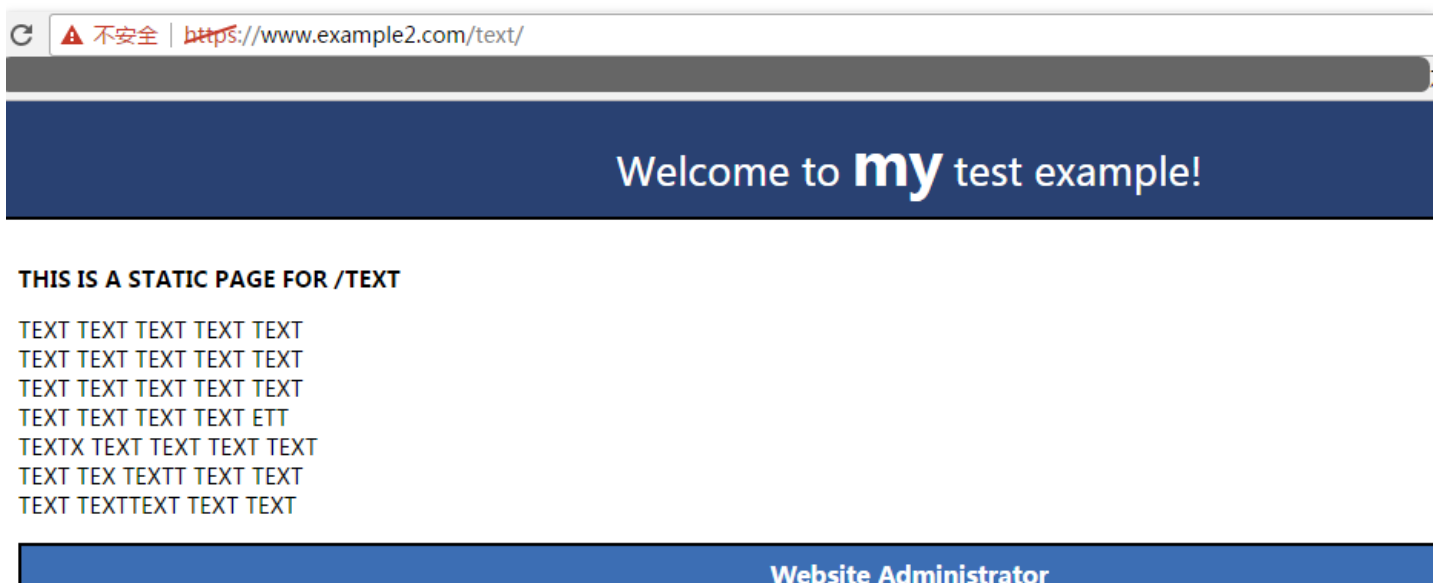 不安全 | https://www.example2.com/text/
Welcome to my test example!
THIS IS A STATIC PAGE FOR /TEXT
TEXT TEXT TEXT TEXT TEXT
TEXT TEXT TEXT TEXT TEXT
TEXT TEXT TEXT TEXT TEXT
TEXT TEXT TEXT TEXT ETT
TEXTX TEXT TEXT TEXT TEXT
TEXT TEX TEXTT TEXT TEXT
TEXT TEXTTEXT TEXT TEXT
Website Administrator